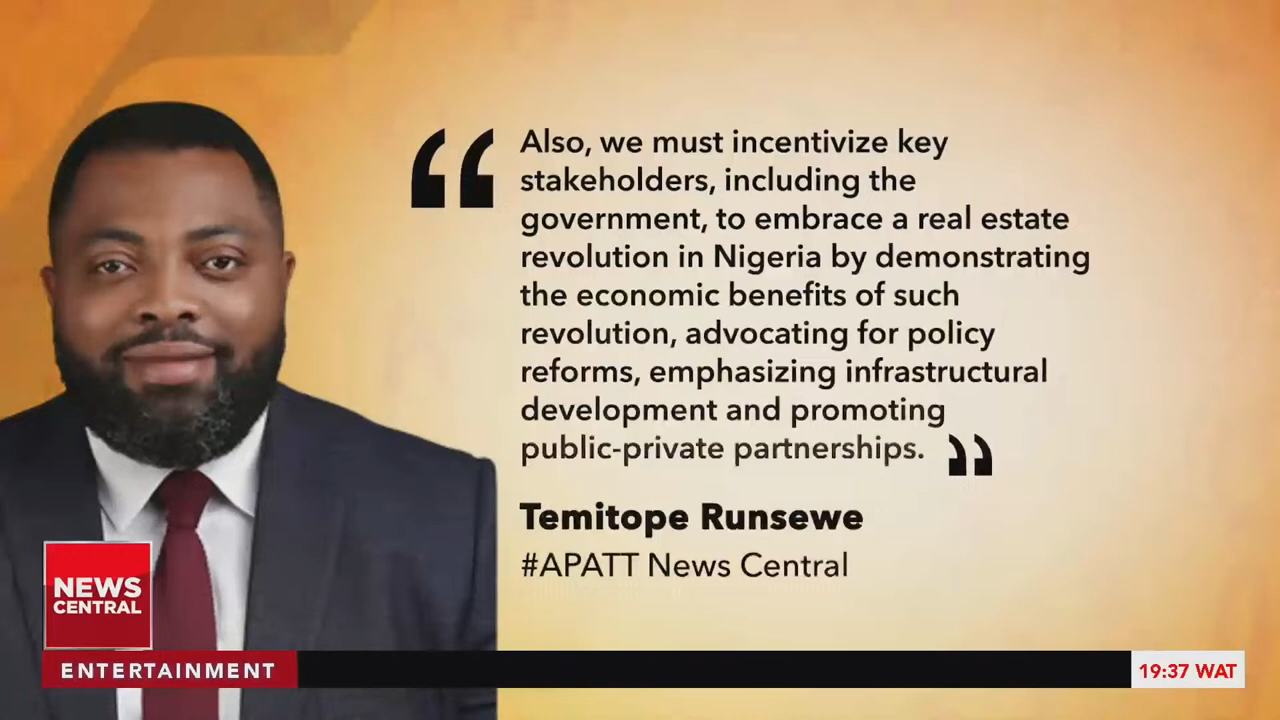 Also, we must incentivize key
stakeholders, including the
government, to embrace a real estate
revolution in Nigeria by demonstrating
the economic benefits of such
revolution, advocating for policy
reforms, emphasizing infrastructural
development and promoting
public-private partnerships.
Temitope Runsewe
#APATT News Central
NEWS
CENTRAL
ENTERTAINMENT
19:37 WAT